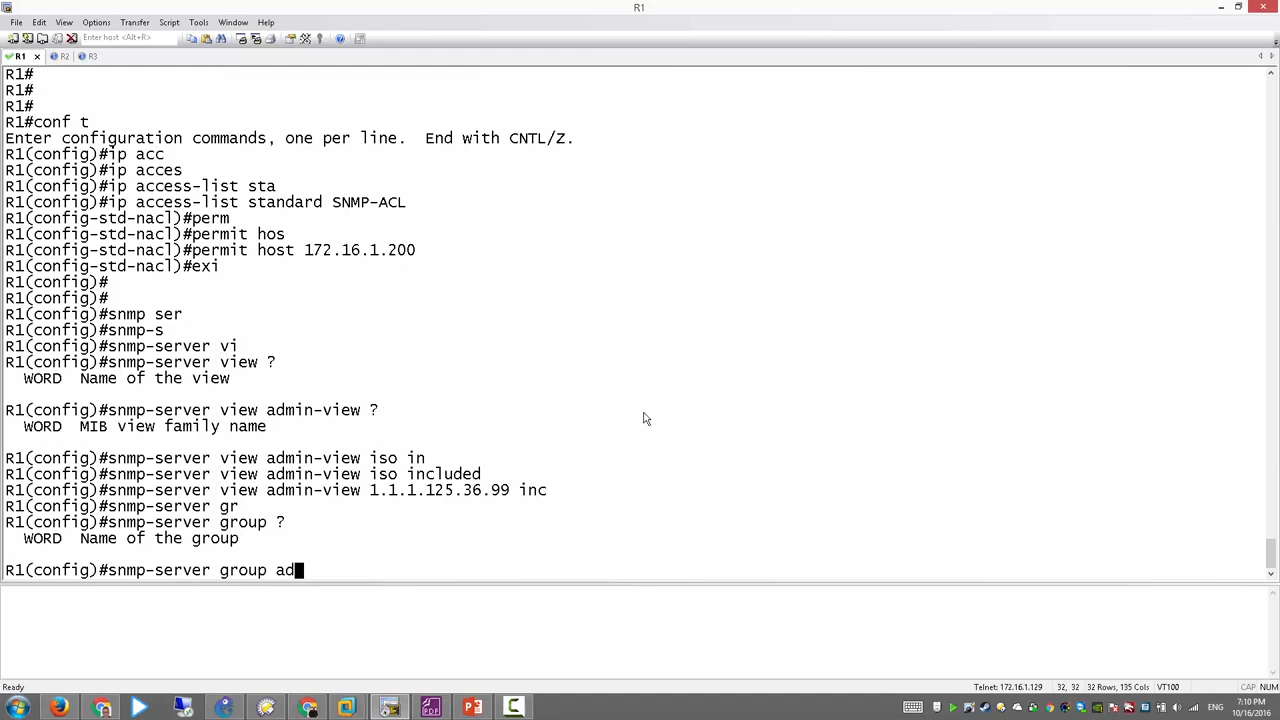 R1
File Edit View Options Transfer Script Tools Window Help
Enter host <Alt+R>
R1 R2 R3
R1#
R1#
R1#
R1#conf t
Enter configuration commands, one per line.  End with CNTL/Z.
R1(config)#ip acc
R1(config)#ip acces
R1(config)#ip access-list sta
R1(config)#ip access-list standard SNMP-ACL
R1(config-std-nacl)#perm
R1(config-std-nacl)#permit hos
R1(config-std-nacl)#permit host 172.16.1.200
R1(config-std-nacl)#exi
R1(config)#
R1(config)#
R1(config)#snmp ser
R1(config)#snmp-s
R1(config)#snmp-server vi
R1(config)#snmp-server view ?
WORD  Name of the view
R1(config)#snmp-server view admin-view ?
WORD  MIB view family name
R1(config)#snmp-server view admin-view iso in
R1(config)#snmp-server view admin-view iso included
R1(config)#snmp-server view admin-view 1.1.1.125.36.99 inc
R1(config)#snmp-server gr
R1(config)#snmp-server group ?
WORD  Name of the group
R1(config)#snmp-server group ad
Ready Telnet: 172.16.1.129 32, 32 32 Rows, 135 Cols VT100 CAP NUM
ENG 7:10 PM
10/16/2016